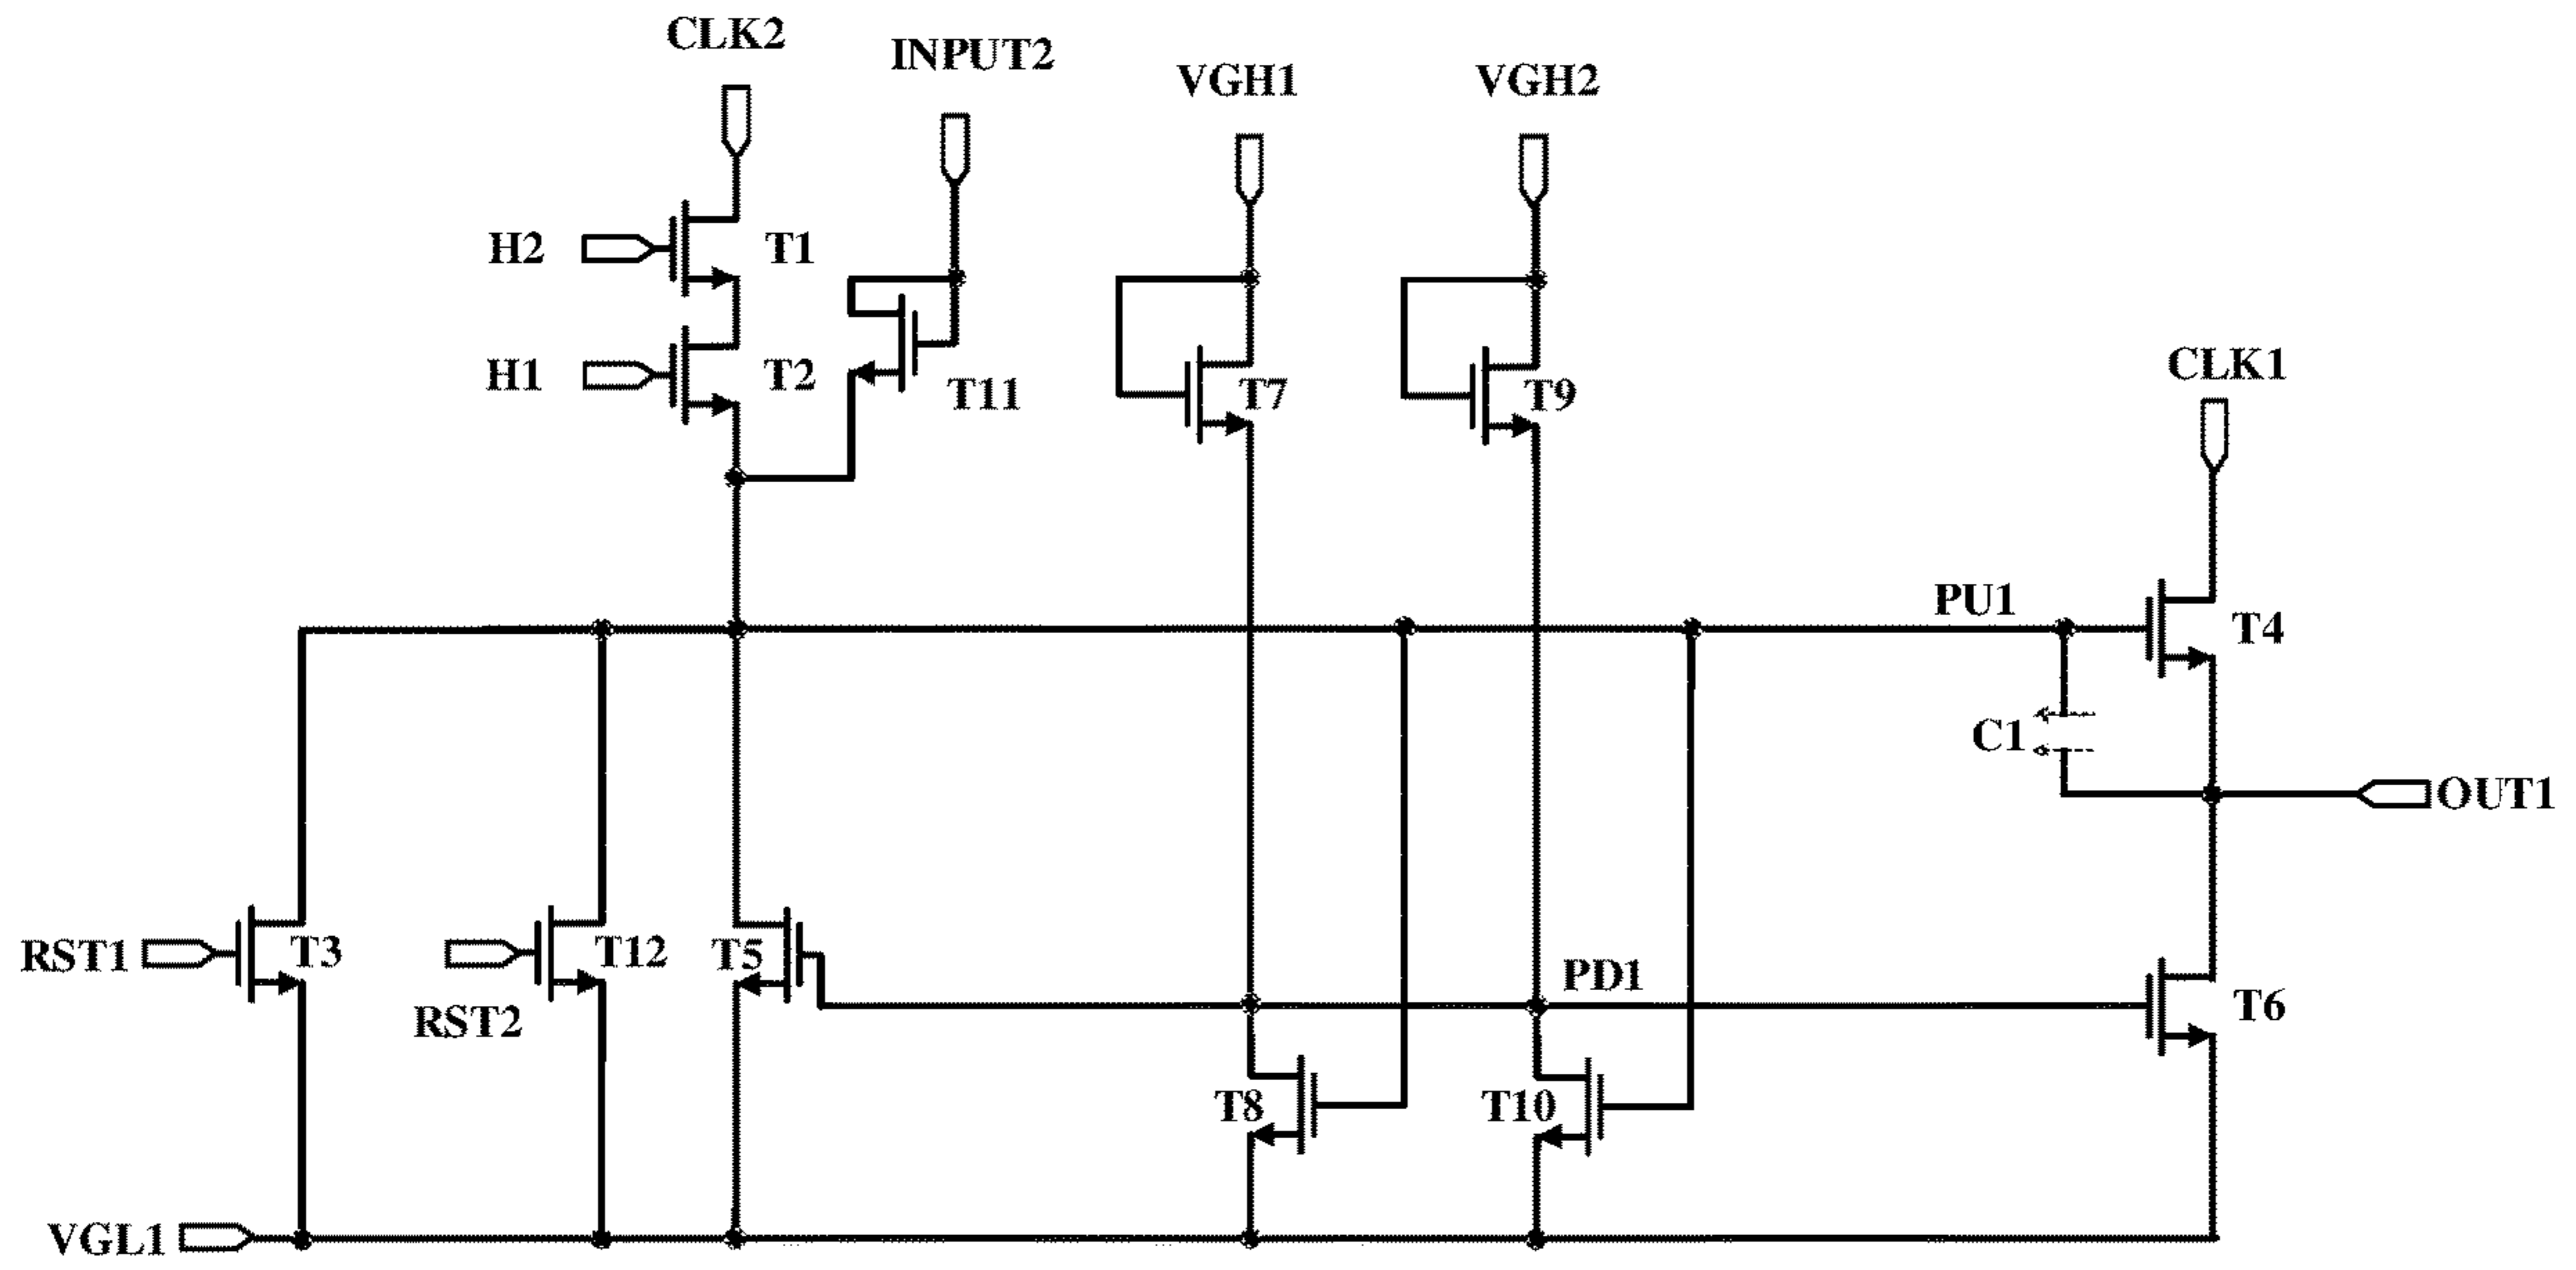 CLK2
INPUT2
VGH1
VGH2
H2
T1
H1
T2
T11
T7
T9
CLK1
PU1
T4
C1
OUT1
RST1
T3
T12
T5
PD1
T6
RST2
T8
T10
VGL1